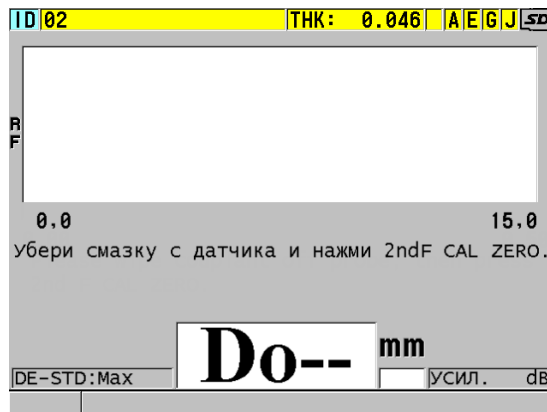 ID 02 THK: 0.046 A E G J SD
R
F
0,0 15,0
Убери смазку с датчика и нажми 2ndF CAL ZERO.
Do-- mm
DE-STD:Max УСИЛ. dB